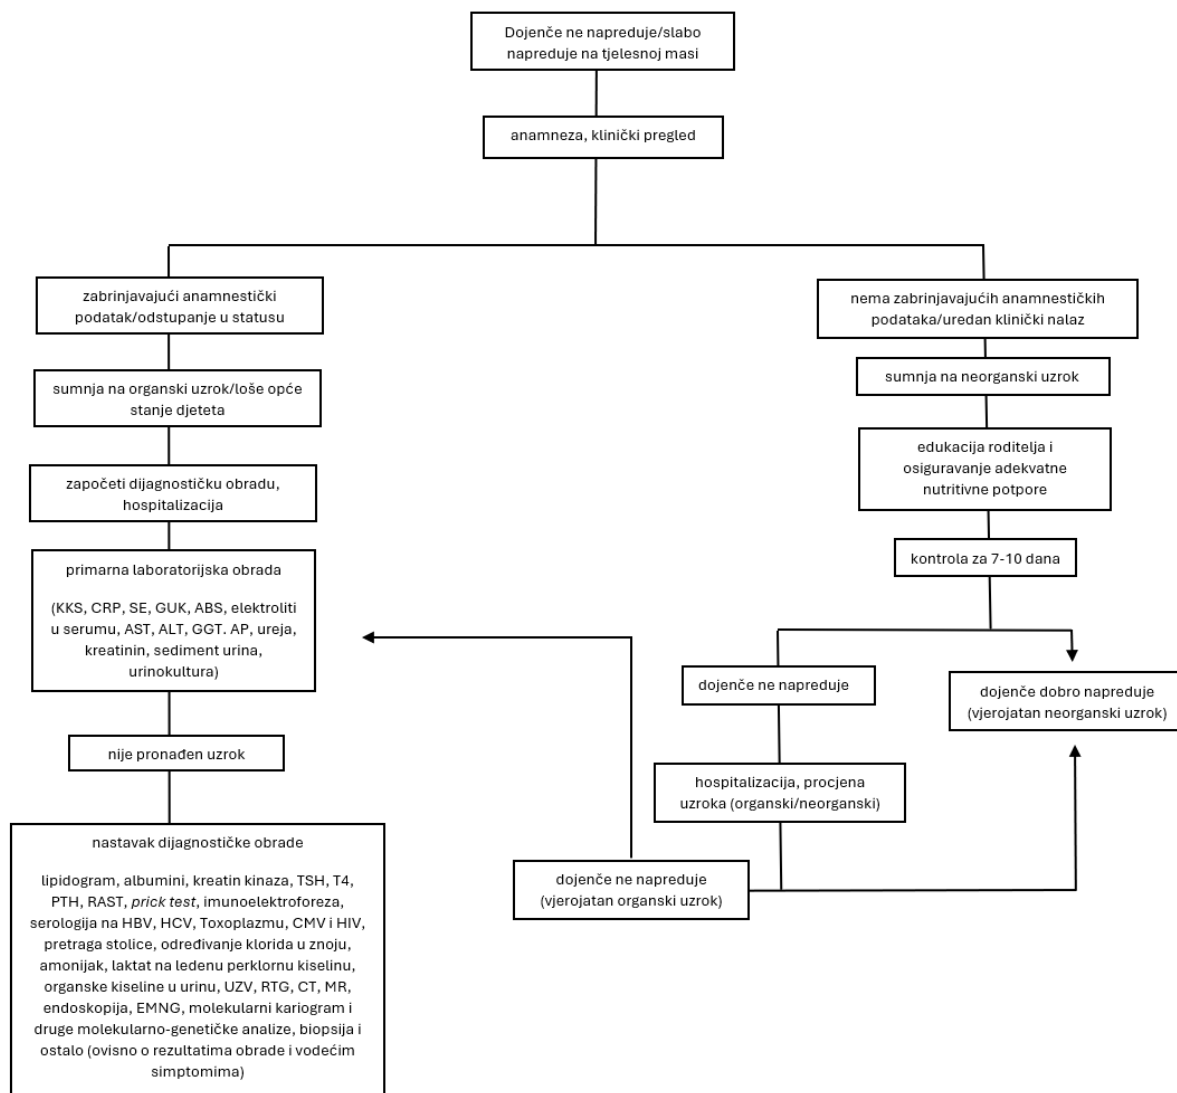 Dojenče ne napreduje/slabo
napreduje na tjelesnoj masi
anamneza, klinički pregled
zabrinjavajući anamnestički
podatak/odstupanje u statusu
sumnja na organski uzrok/loše opće
stanje djeteta
započeti dijagnostičku obradu,
hospitalizacija
primarna laboratorijska obrada
(KKS, CRP, SE, GUK, ABS, elektroliti
u serumu, AST, ALT, GGT. AP, ureja,
kreatinin, sediment urina,
urinokultura)
nije pronađen uzrok
nastavak dijagnostičke obrade
lipidogram, albumini, kreatin kinaza, TSH, T4,
PTH, RAST, prick test, imunoelektroforeza,
serologija na HBV, HCV, Toxoplazmu, CMV i HIV,
pretraga stolice, određivanje klorida u znoju,
amonijak, laktat na ledenu perklornu kiselinu,
organske kiseline u urinu, UZV, RTG, CT, MR,
endoskopija, EMNG, molekularni kariogram i
druge molekularno-genetičke analize, biopsija i
ostalo (ovisno o rezultatima obrade i vodećim
simptomima)
nema zabrinjavajućih anamnestičkih
podataka/uredan klinički nalaz
sumnja na neorganski uzrok
edukacija roditelja i
osiguravanje adekvatne
nutritivne potpore
kontrola za 7-10 dana
dojenče ne napreduje
dojenče dobro napreduje
(vjerojatan neorganski uzrok)
hospitalizacija, procjena
uzroka (organski/neorganski)
dojenče ne napreduje
(vjerojatan organski uzrok)